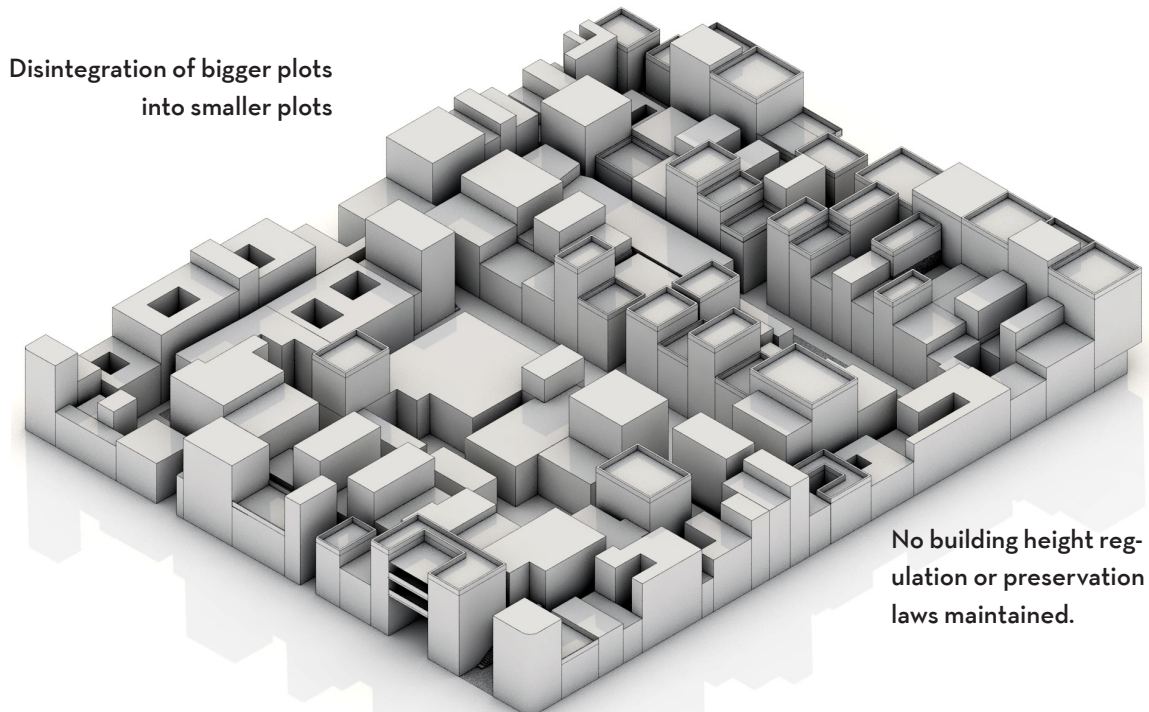 Disintegration of bigger plots
into smaller plots
No building height reg-
ulation or preservation
laws maintained.